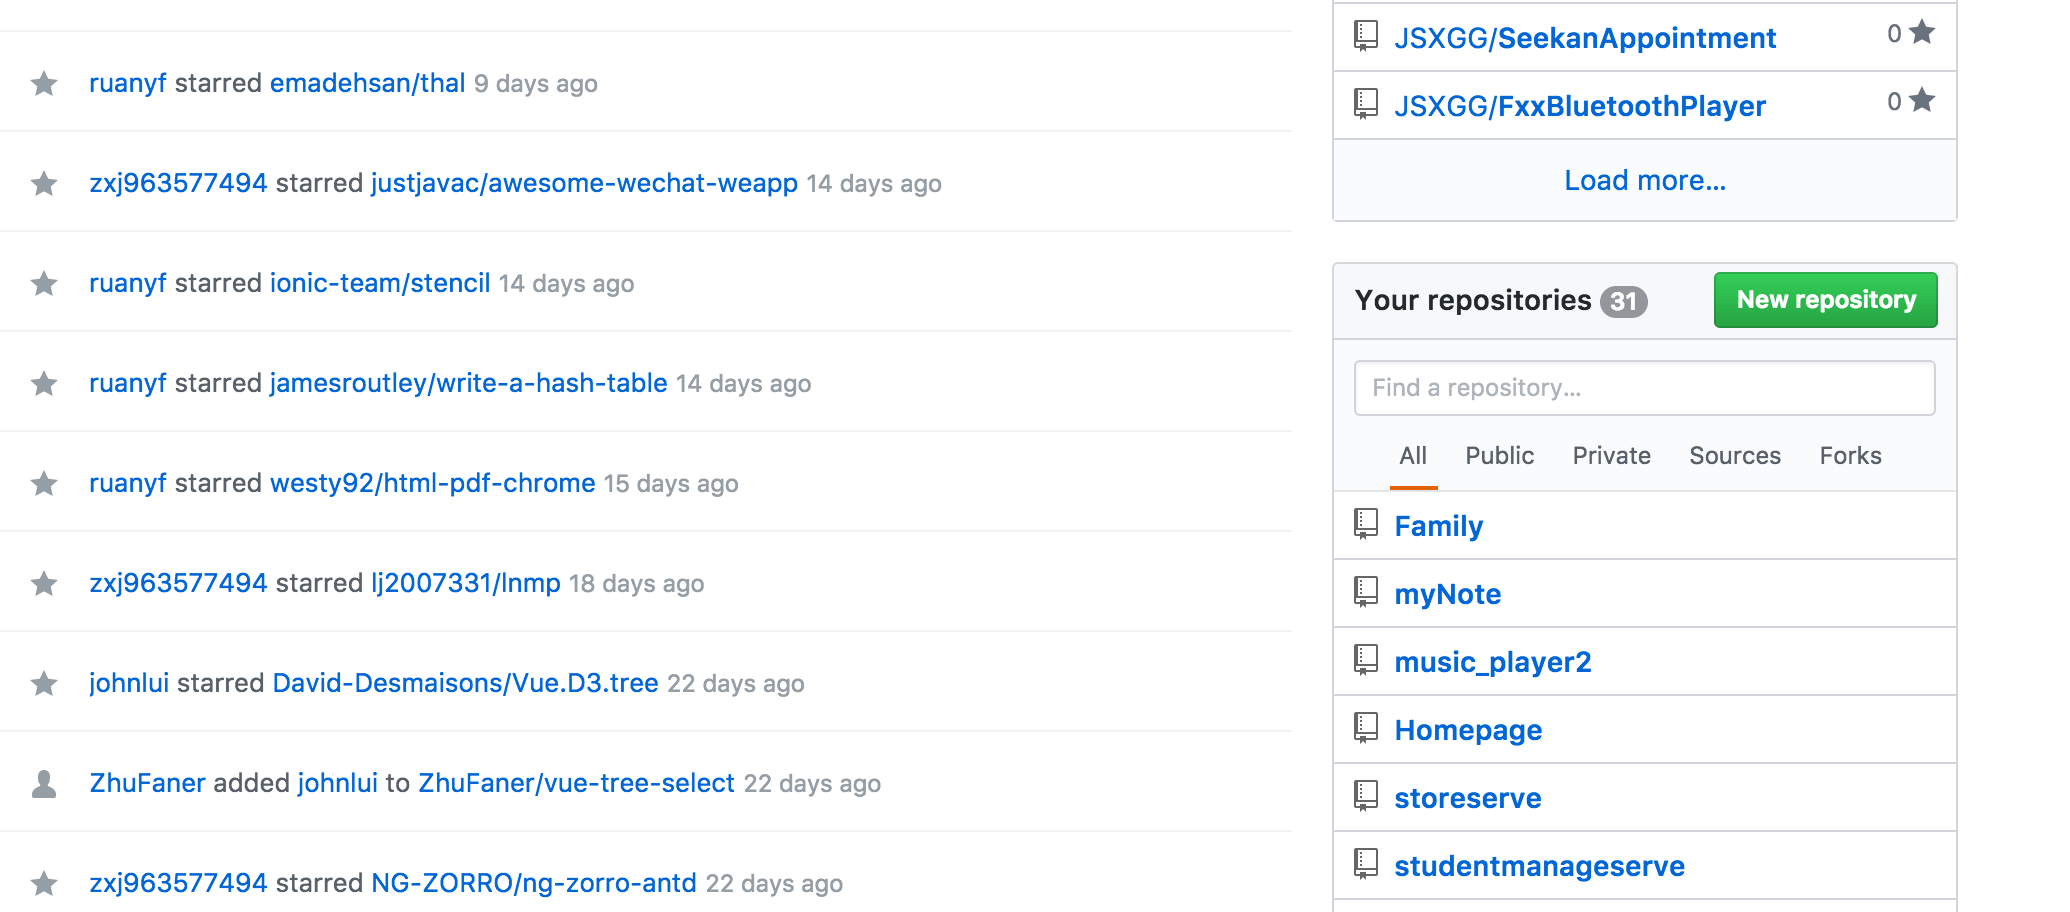 ruanyf starred emadehsan/thal 9 days ago
zxj963577494 starred justjavac/awesome-wechat-weapp 14 days ago
ruanyf starred ionic-team/stencil 14 days ago
ruanyf starred jamesroutley/write-a-hash-table 14 days ago
ruanyf starred westy92/html-pdf-chrome 15 days ago
zxj963577494 starred lj2007331/lnmp 18 days ago
johnlui starred David-Desmaisons/Vue.D3.tree 22 days ago
ZhuFaner added johnlui to ZhuFaner/vue-tree-select 22 days ago
zxj963577494 starred NG-ZORRO/ng-zorro-antd 22 days ago
JSXGG/SeekanAppointment 0
JSXGG/FxxBluetoothPlayer 0
Load more...
Your repositories 31 New repository
Find a repository...
All Public Private Sources Forks
Family
myNote
music_player2
Homepage
storeserve
studentmanageserve